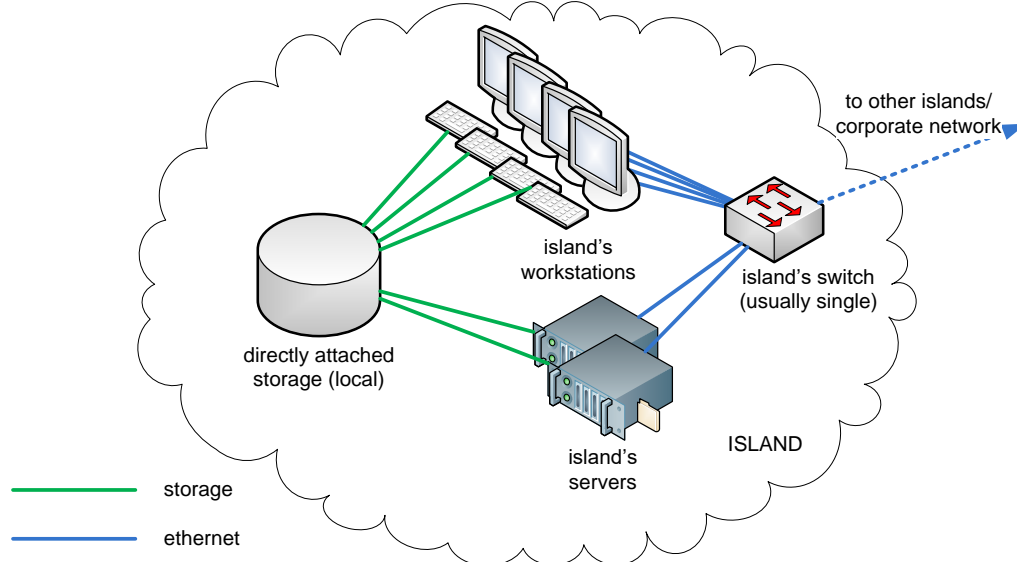 to other islands/
corporate network
island's
workstations
island's switch
(usually single)
directly attached
storage (local)
island's
servers
ISLAND
storage
ethernet